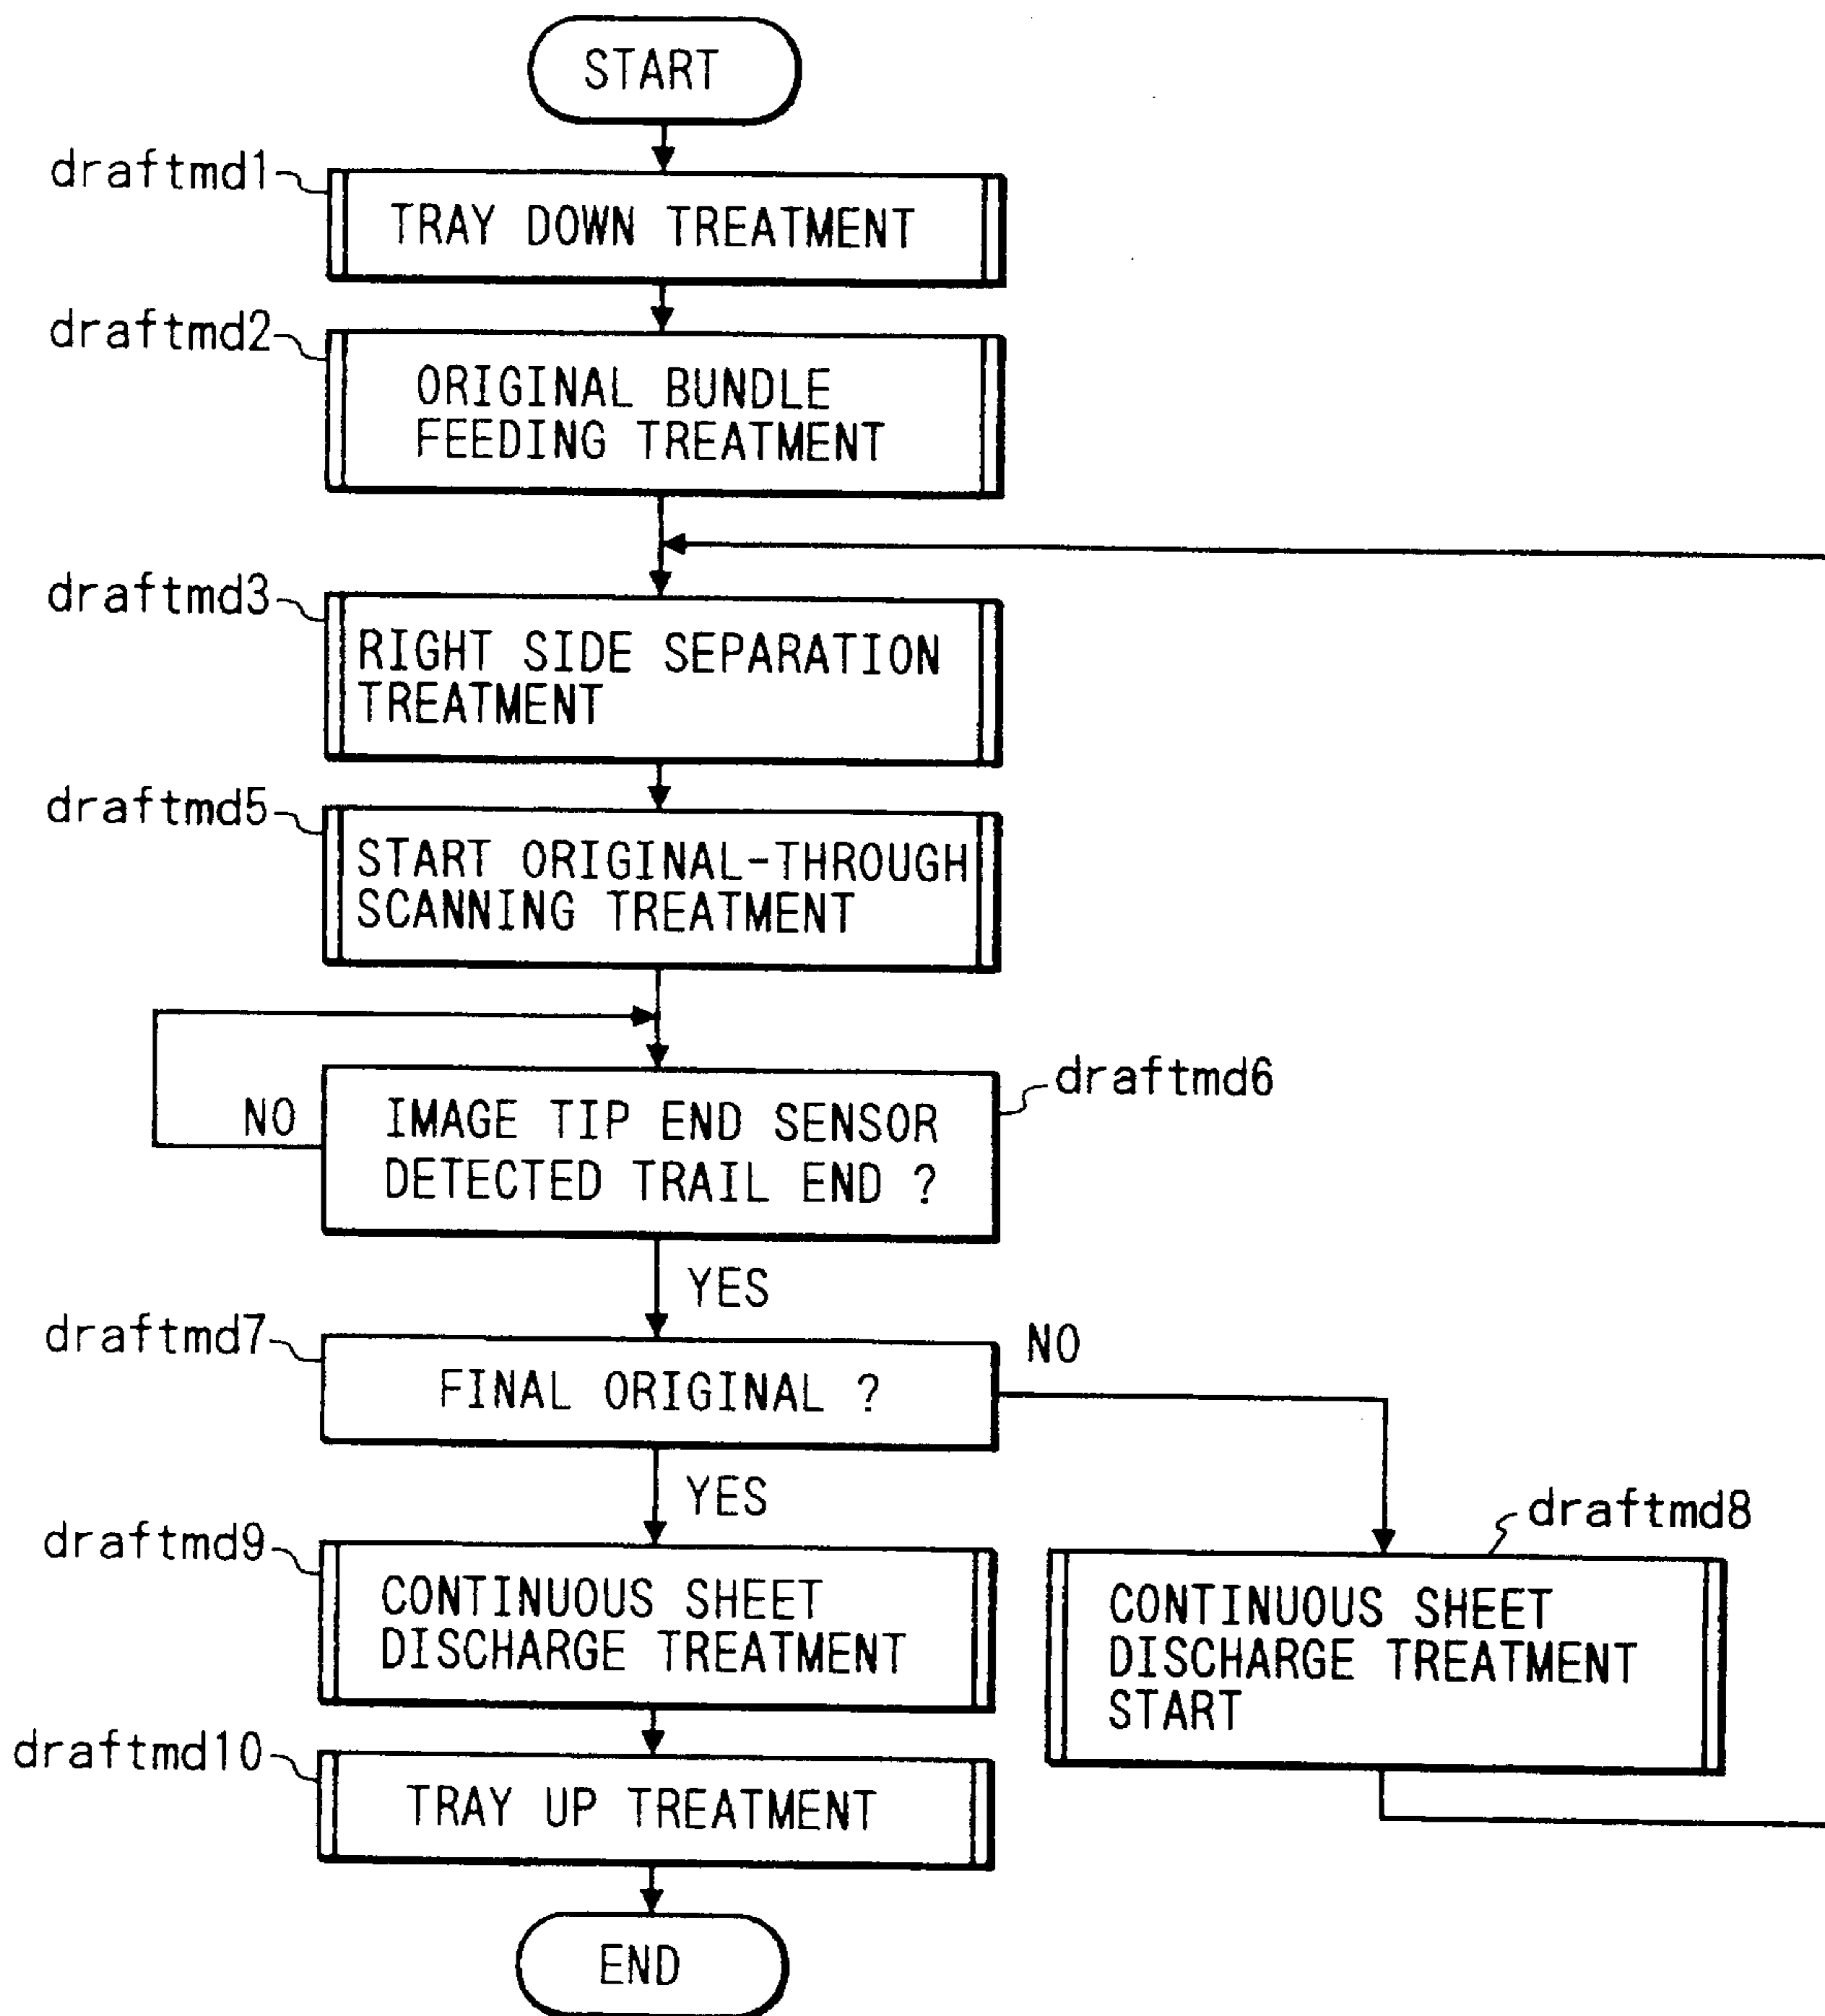 START
draftmd1
TRAY DOWN TREATMENT
draftmd2
ORIGINAL BUNDLE
FEEDING TREATMENT
draftmd3
RIGHT SIDE SEPARATION
TREATMENT
draftmd5
START ORIGINAL-THROUGH
SCANNING TREATMENT
draftmd6
NO
IMAGE TIP END SENSOR
DETECTED TRAIL END ?
YES
draftmd7
FINAL ORIGINAL ?
NO
YES
draftmd9
CONTINUOUS SHEET
DISCHARGE TREATMENT
draftmd8
CONTINUOUS SHEET
DISCHARGE TREATMENT
START
draftmd10
TRAY UP TREATMENT
END